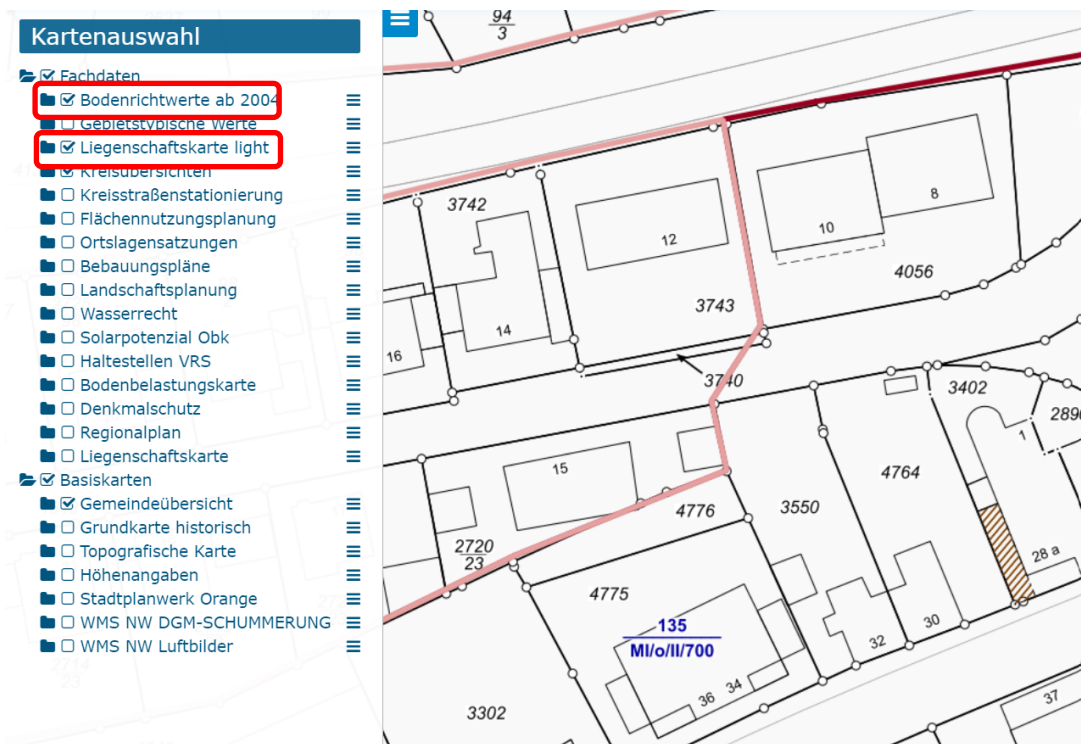 Kartenauswahl
Fachdaten
Bodenrichtwerte ab 2004
Gebietstypische Werte
Liegenschaftskarte light
Kreisübersichten
Kreisstraßenstationierung
Flächennutzungsplanung
Ortslagensatzungen
Bebauungspläne
Landschaftsplanung
Wasserrecht
Solarpotenzial Obk
Haltestellen VRS
Bodenbelastungskarte
Denkmalschutz
Regionalplan
Liegenschaftskarte
Basiskarten
Gemeindeübersicht
Grundkarte historisch
Topografische Karte
Höhenangaben
Stadtplanwerk Orange
WMS NW DGM-SCHUMMERUNG
WMS NW Luftbilder
94
3
3742
12
10
8
4056
3743
14
16
3740
3402
1
15
4764
4776
3550
2720
23
28 a
4775
135
MI/o/II/700
30
32
34
36
37
3302
2714
23